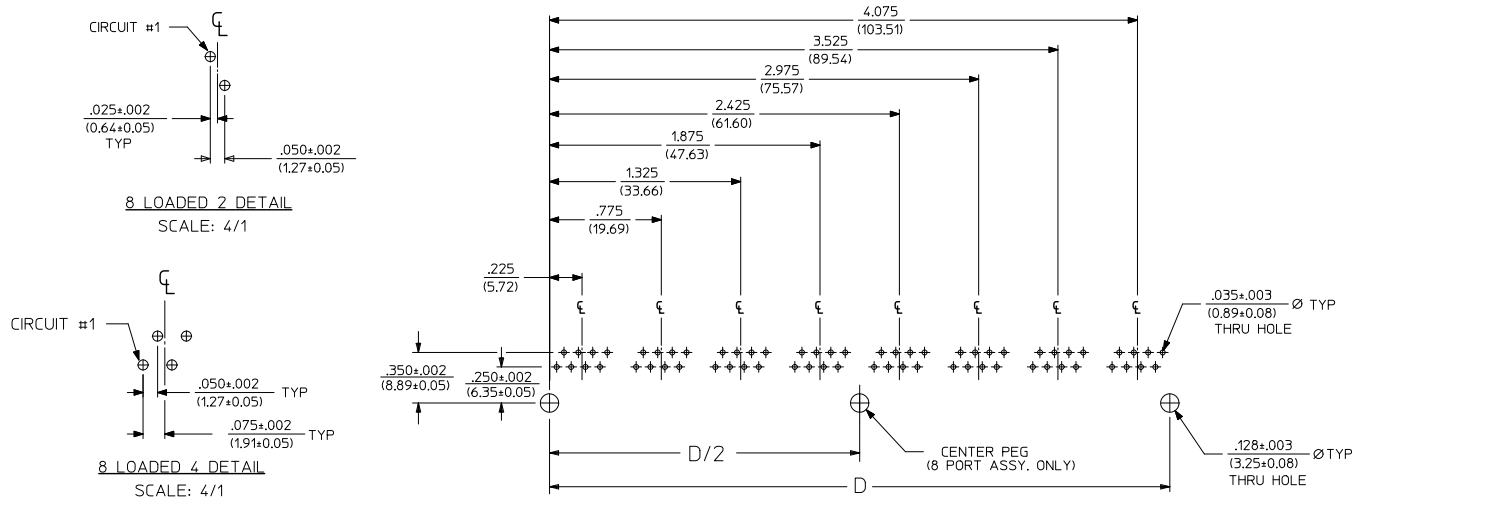 CIRCUIT #1
℄
.025±.002
(0.64±0.05)
TYP
.050±.002
(1.27±0.05)
8 LOADED 2 DETAIL
SCALE: 4/1
℄
CIRCUIT #1
.050±.002
(1.27±0.05)
TYP
.075±.002
(1.91±0.05)
TYP
8 LOADED 4 DETAIL
SCALE: 4/1
4.075
(103.51)
3.525
(89.54)
2.975
(75.57)
2.425
(61.60)
1.875
(47.63)
1.325
(33.66)
.775
(19.69)
.225
(5.72)
℄ ℄ ℄ ℄ ℄ ℄ ℄ ℄
.035±.003
(0.89±0.08)
Ø TYP
THRU HOLE
.350±.002
(8.89±0.05)
.250±.002
(6.35±0.05)
D/2
CENTER PEG
(8 PORT ASSY. ONLY)
.128±.003
(3.25±0.08)
Ø TYP
THRU HOLE
D